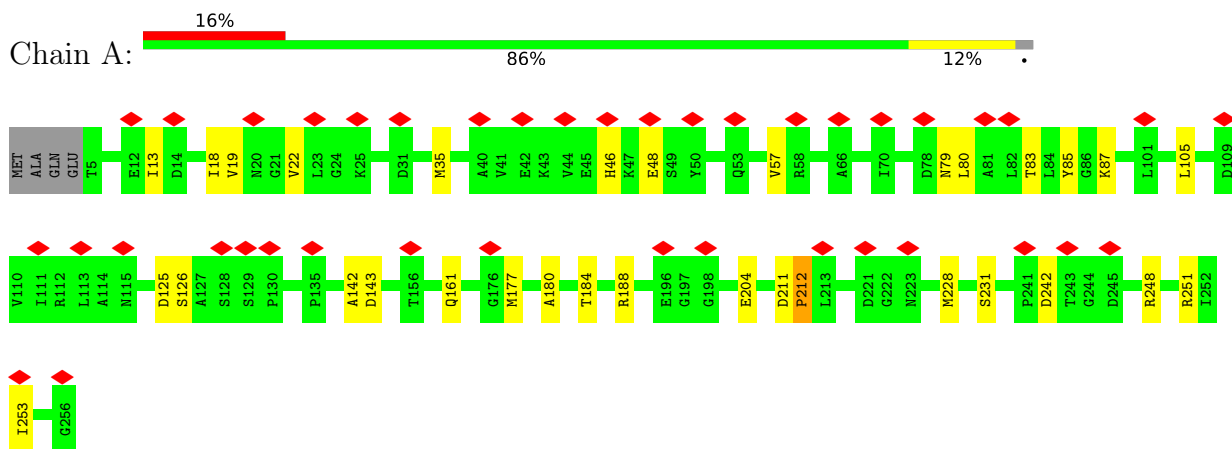 16%
Chain A:
86% 12% •
MET ALA GLN GLU T5 E12 I13 D14 I18 V19 N20 G21 V22 L23 G24 K25 D31 M35 A40 V41 E42 K43 V44 E45 H46 K47 E48 S49 Y50 Q53 V57 R58 A66 I70 D78 N79 L80 A81 L82 T83 L84 Y85 G86 K87 L101 L105 D109
V110 I111 R112 L113 A114 N115 D125 S126 A127 S128 S129 P130 P135 A142 D143 T156 Q161 G176 M177 A180 T184 R188 E196 G197 G198 E204 D211 P212 L213 D221 G222 N223 M228 S231 P241 D242 T243 G244 D245 R248 R251 I252
I253 G256